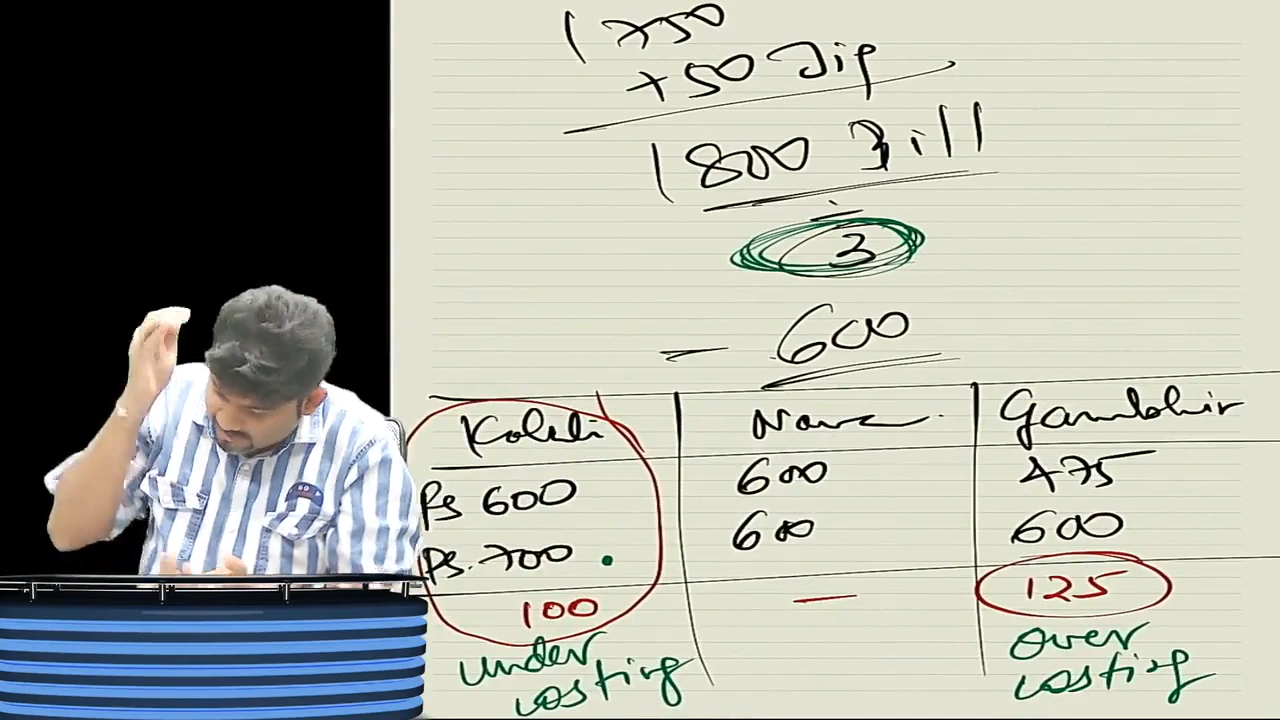 1750
+50 Tip
1800 Bill
÷
3
- 600
Kohli
Gambhir
Rs 600
600
475
Rs. 700
600
600
100
—
125
under
costing
over
costing